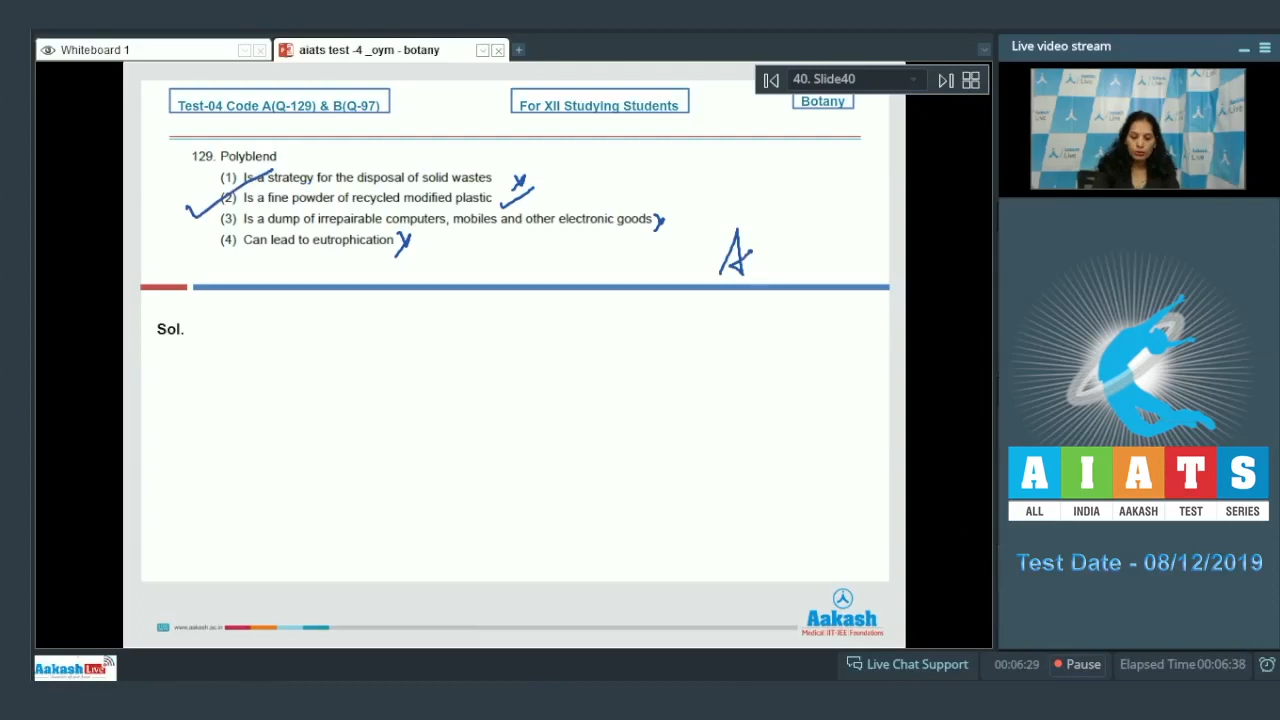 Whiteboard 1
aiats test -4 _oym - botany
Live video stream
40. Slide40
Test-04 Code A(Q-129) & B(Q-97)
For XII Studying Students
Botany
129. Polyblend
(1) Is a strategy for the disposal of solid wastes
(2) Is a fine powder of recycled modified plastic
(3) Is a dump of irrepairable computers, mobiles and other electronic goods
(4) Can lead to eutrophication
A
Sol.
A I A T S
ALL INDIA AAKASH TEST SERIES
Test Date - 08/12/2019
www.aakash.ac.in
Aakash
Medical|IIT-JEE|Foundations
Aakash Live
Live Chat Support
00:06:29
Pause
Elapsed Time 00:06:38